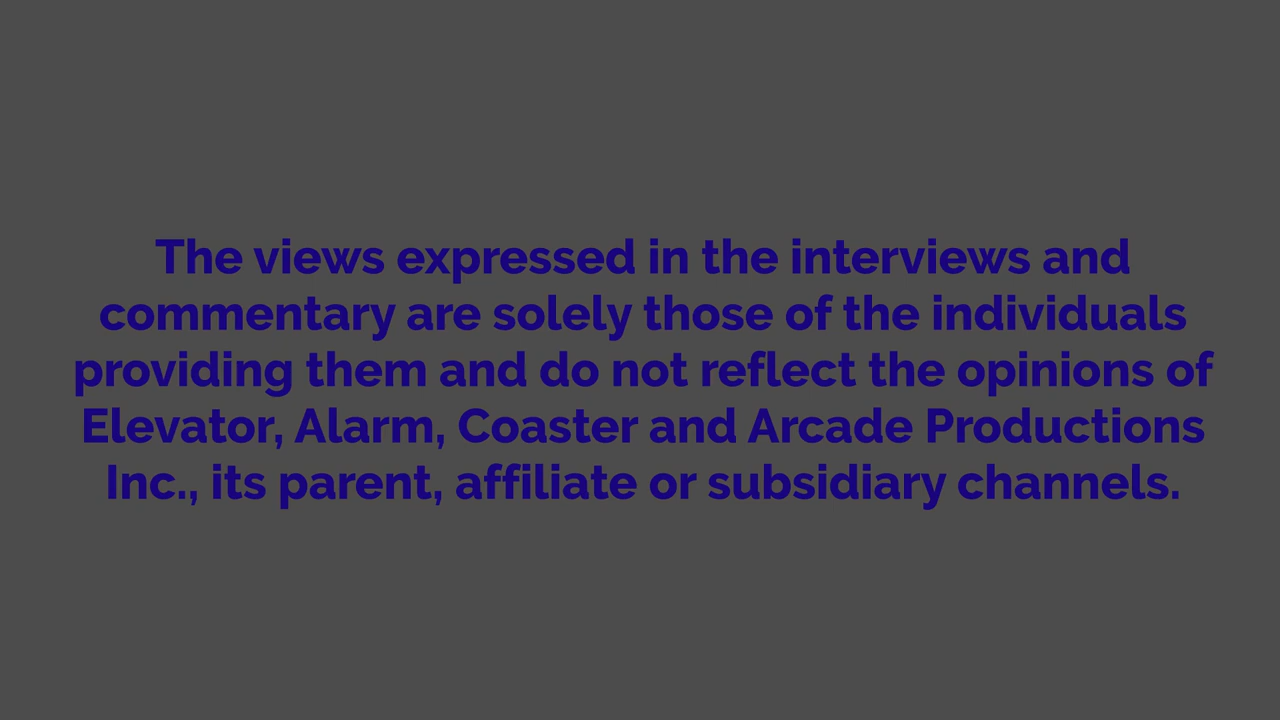 The views expressed in the interviews and
commentary are solely those of the individuals
providing them and do not reflect the opinions of
Elevator, Alarm, Coaster and Arcade Productions
Inc., its parent, affiliate or subsidiary channels.